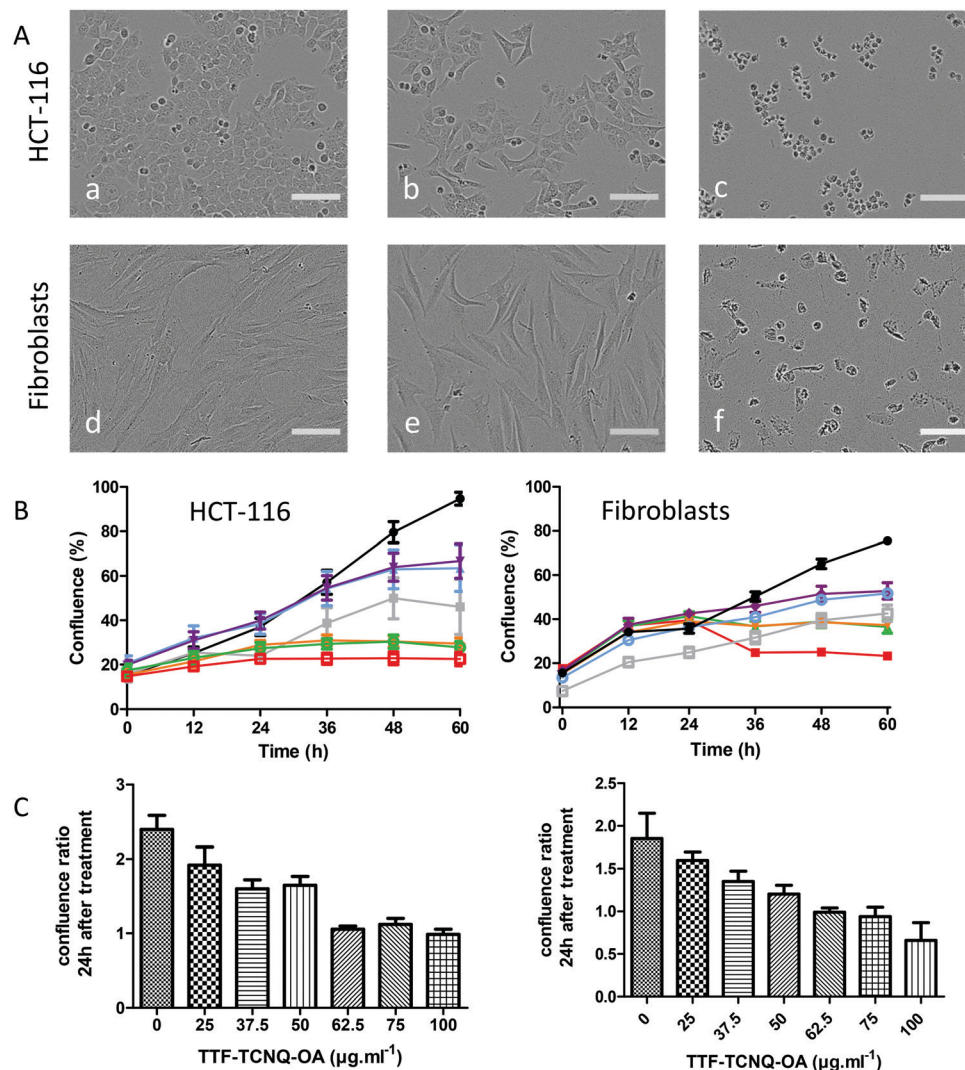 A
HCT-116
a
b
c
Fibroblasts
d
e
f
B
HCT-116
Confluence (%)
100
80
60
40
20
0
0 12 24 36 48 60
Time (h)
Fibroblasts
Confluence (%)
100
80
60
40
20
0
0 12 24 36 48 60
Time (h)
C
confluence ratio
24h after treatment
3
2
1
0
0 25 37.5 50 62.5 75 100
TTF-TCNQ-OA (µg.ml⁻¹)
confluence ratio
24h after treatment
2.5
2.0
1.5
1.0
0.5
0.0
0 25 37.5 50 62.5 75 100
TTF-TCNQ-OA (µg.ml⁻¹)